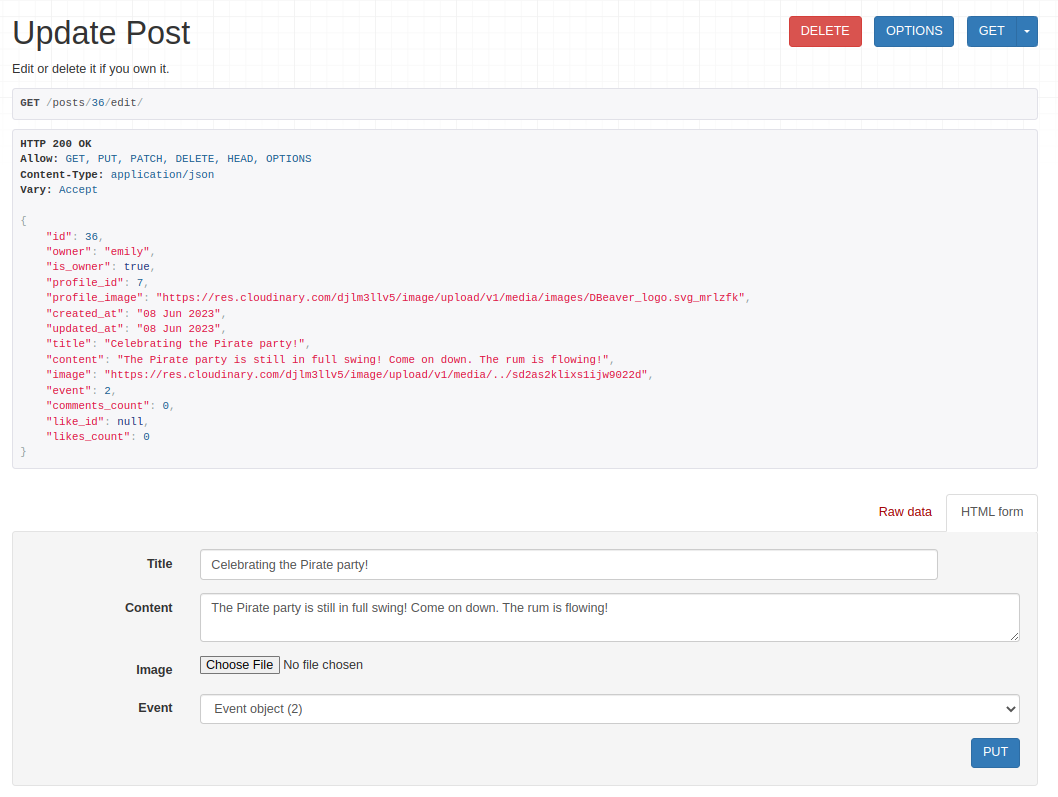 Update Post
DELETE
OPTIONS
GET
Edit or delete it if you own it.
GET /posts/36/edit/
HTTP 200 OK
Allow: GET, PUT, PATCH, DELETE, HEAD, OPTIONS
Content-Type: application/json
Vary: Accept
{
"id": 36,
"owner": "emily",
"is_owner": true,
"profile_id": 7,
"profile_image": "https://res.cloudinary.com/djlm3llv5/image/upload/v1/media/images/DBeaver_logo.svg_mrlzfk",
"created_at": "08 Jun 2023",
"updated_at": "08 Jun 2023",
"title": "Celebrating the Pirate party!",
"content": "The Pirate party is still in full swing! Come on down. The rum is flowing!",
"image": "https://res.cloudinary.com/djlm3llv5/image/upload/v1/media/../sd2as2klixs1ijw9022d",
"event": 2,
"comments_count": 0,
"like_id": null,
"likes_count": 0
}
Raw data
HTML form
Title
Celebrating the Pirate party!
Content
The Pirate party is still in full swing! Come on down. The rum is flowing!
Image
Choose File No file chosen
Event
Event object (2)
PUT